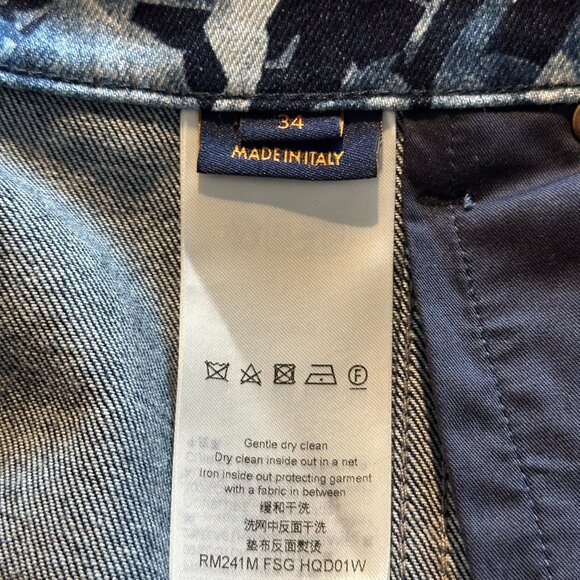 34
MADE IN ITALY
Gentle dry clean
Dry clean inside out in a net
Iron inside out protecting garment
with a fabric in between
缓和干洗
洗网中反面干洗
垫布反面熨烫
RM241M FSG HQD01W